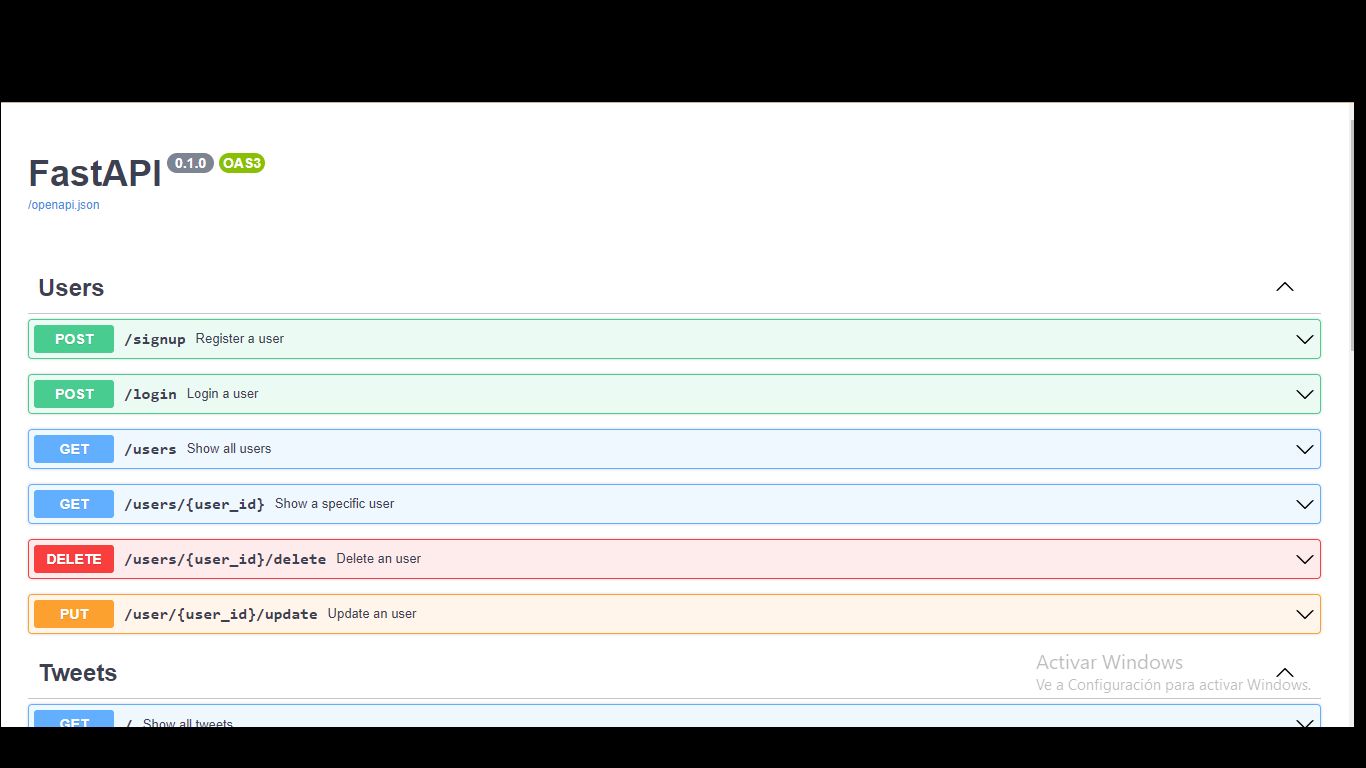 FastAPI 0.1.0 OAS3
/openapi.json
Users
POST /signup Register a user
POST /login Login a user
GET /users Show all users
GET /users/{user_id} Show a specific user
DELETE /users/{user_id}/delete Delete an user
PUT /user/{user_id}/update Update an user
Tweets
Activar Windows
Ve a Configuración para activar Windows.
GET / Show all tweets